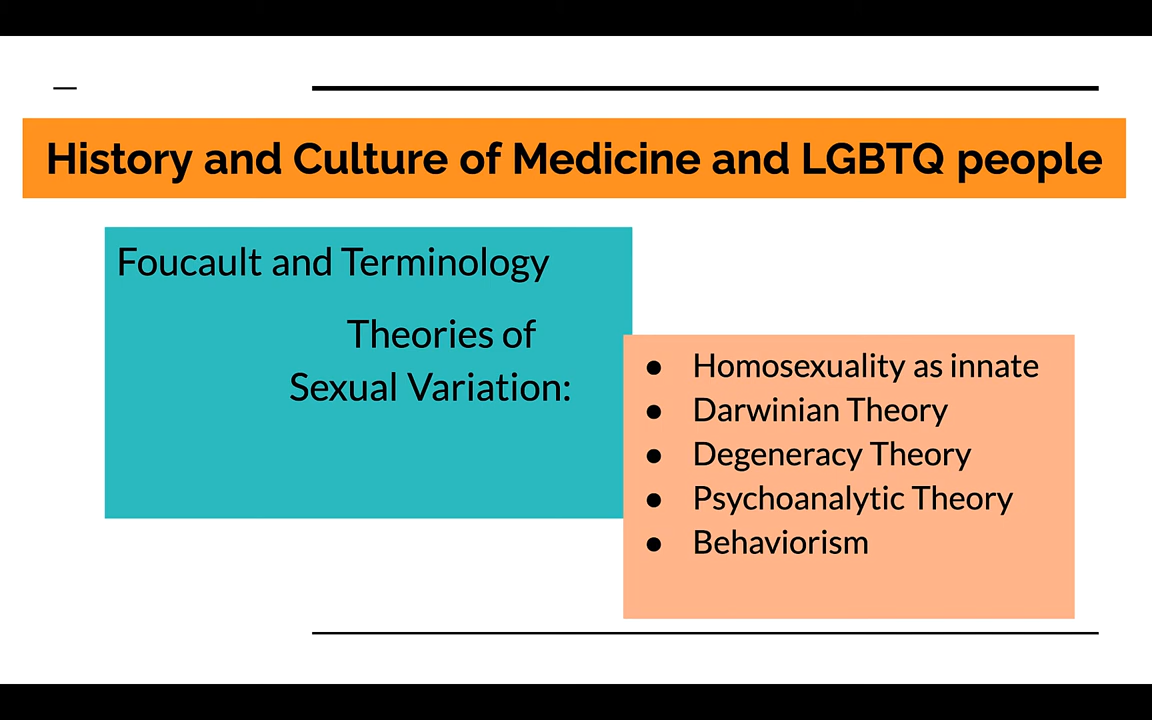 History and Culture of Medicine and LGBTQ people
Foucault and Terminology
Theories of
Sexual Variation:
● Homosexuality as innate
● Darwinian Theory
● Degeneracy Theory
● Psychoanalytic Theory
● Behaviorism